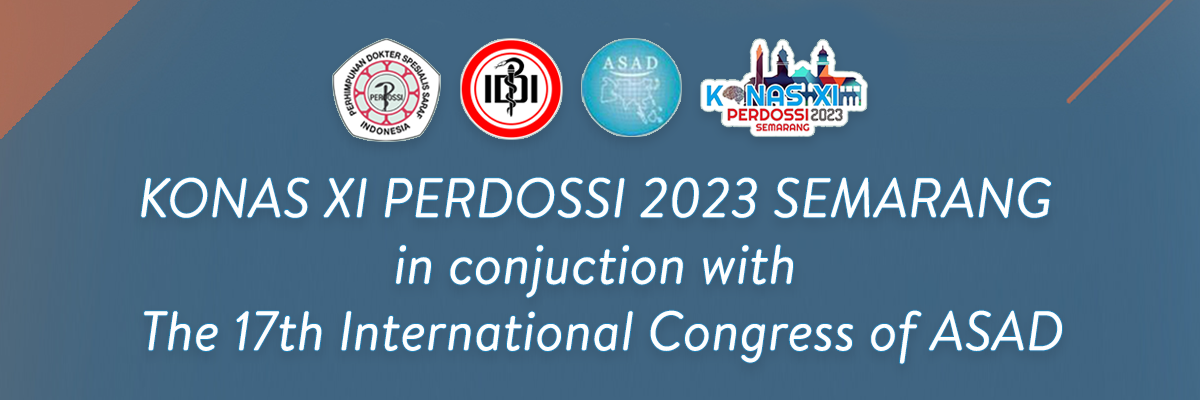 PERHIMPUNAN DOKTER SPESIALIS SARAF
PERDOSSI
INDONESIA
IDI
ASAD
KONAS XI
PERDOSSI 2023
SEMARANG
KONAS XI PERDOSSI 2023 SEMARANG
in conjuction with
The 17th International Congress of ASAD